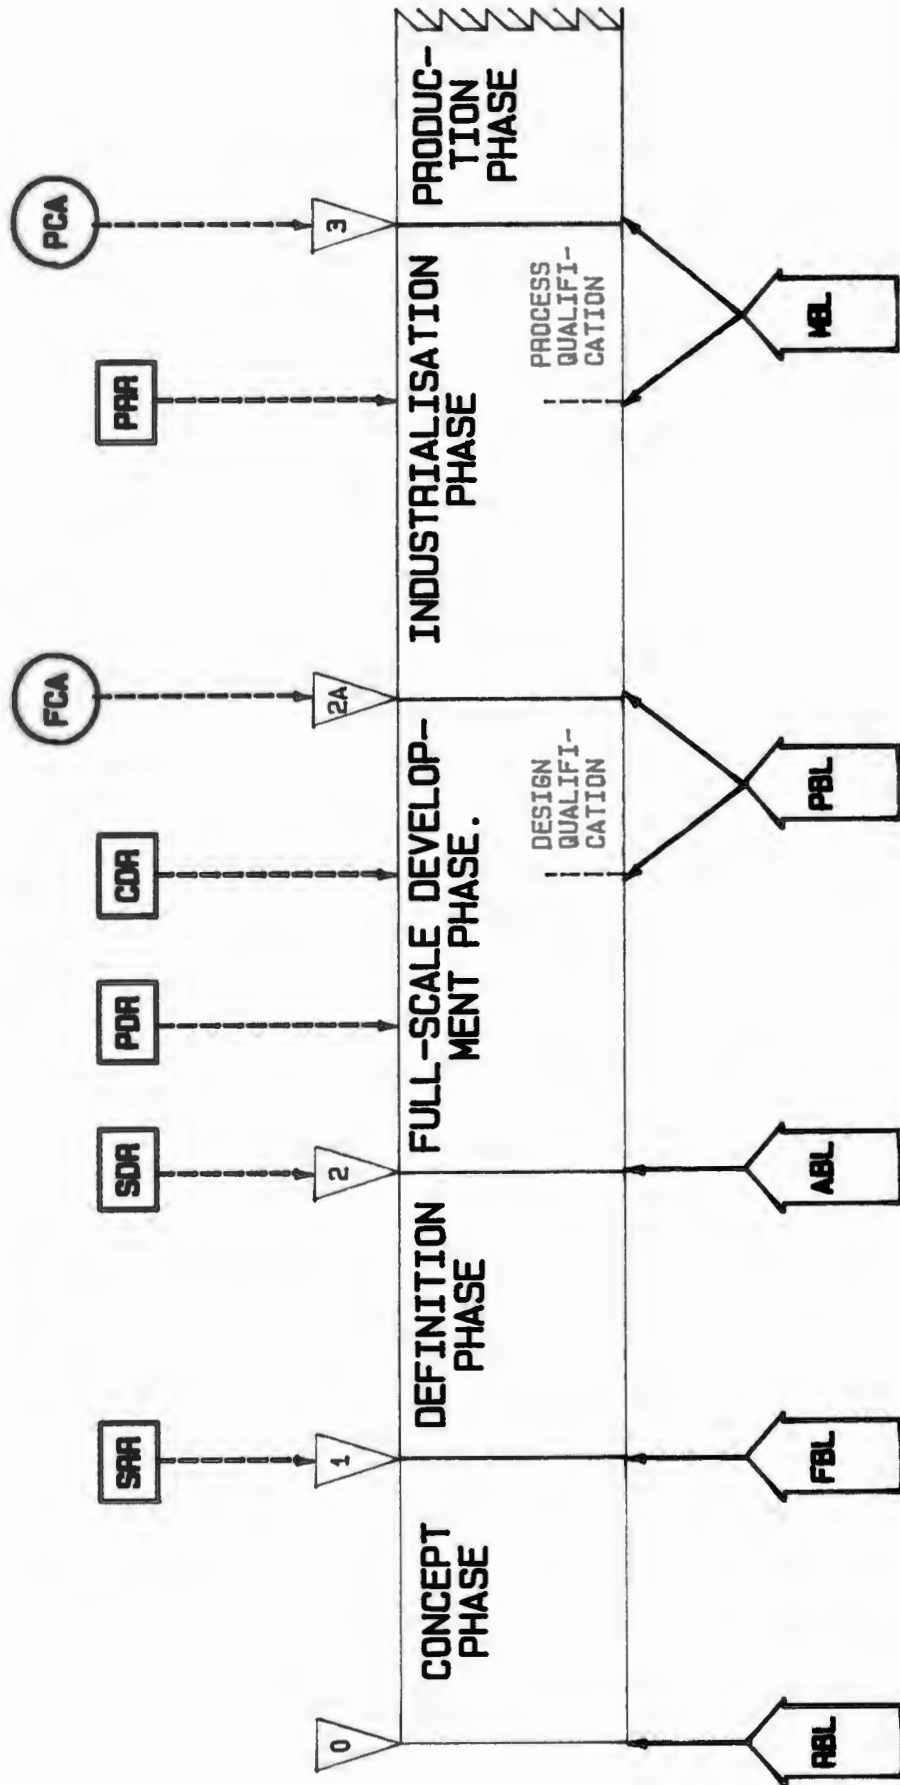 SRR
SDR
PDR
CDR
FCA
PRR
PCA
0
1
2
2A
3
CONCEPT
PHASE
DEFINITION
PHASE
FULL-SCALE DEVELOP-
MENT PHASE.
INDUSTRIALISATION
PHASE
PRODUC-
TION
PHASE
DESIGN
QUALIFI-
CATION
PROCESS
QUALIFI-
CATION
RBL
FBL
ABL
PBL
MBL